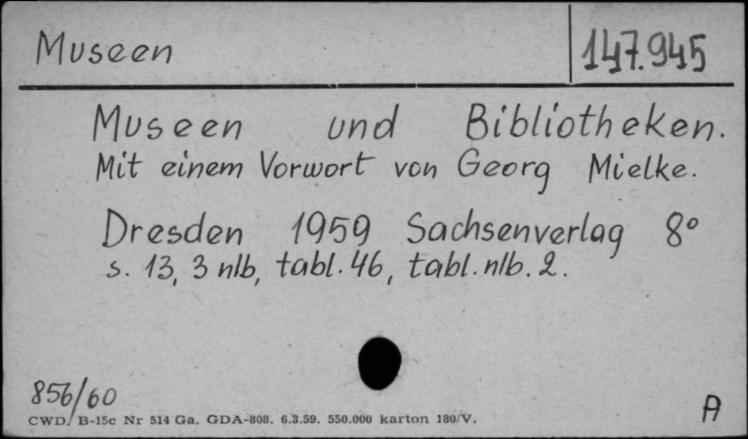 Museen
147.945
Museen und Bibliotheken.
Mit einem Vorwort von Georg Mielke.
Dresden 1959 Sachsenverlag 8°
s. 13, 3 nlb, tabl. 46, tabl. nlb. 2.
856/60
CWD. B-15c Nr 514 Ga. GDA-808. 6.3.59. 550.000 karton 180/V.
A